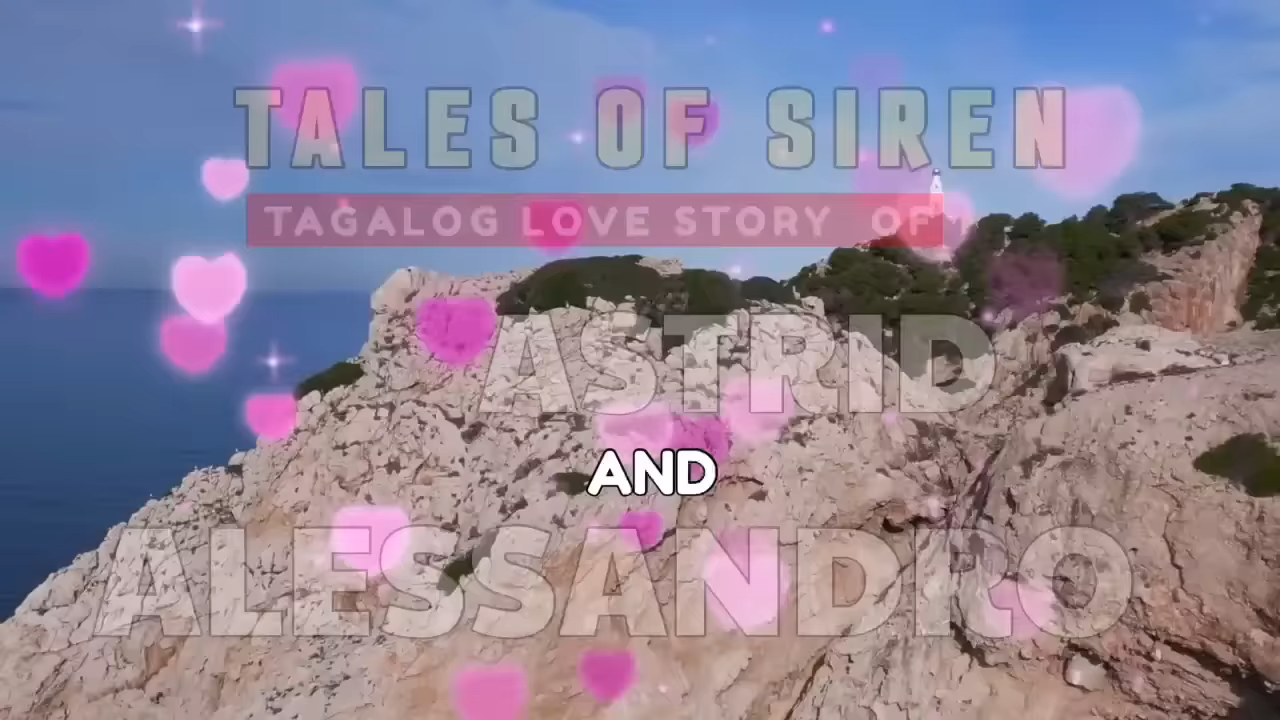 TALES OF SIREN
TAGALOG LOVE STORY OF
ASTRID
AND
ALESSANDRO